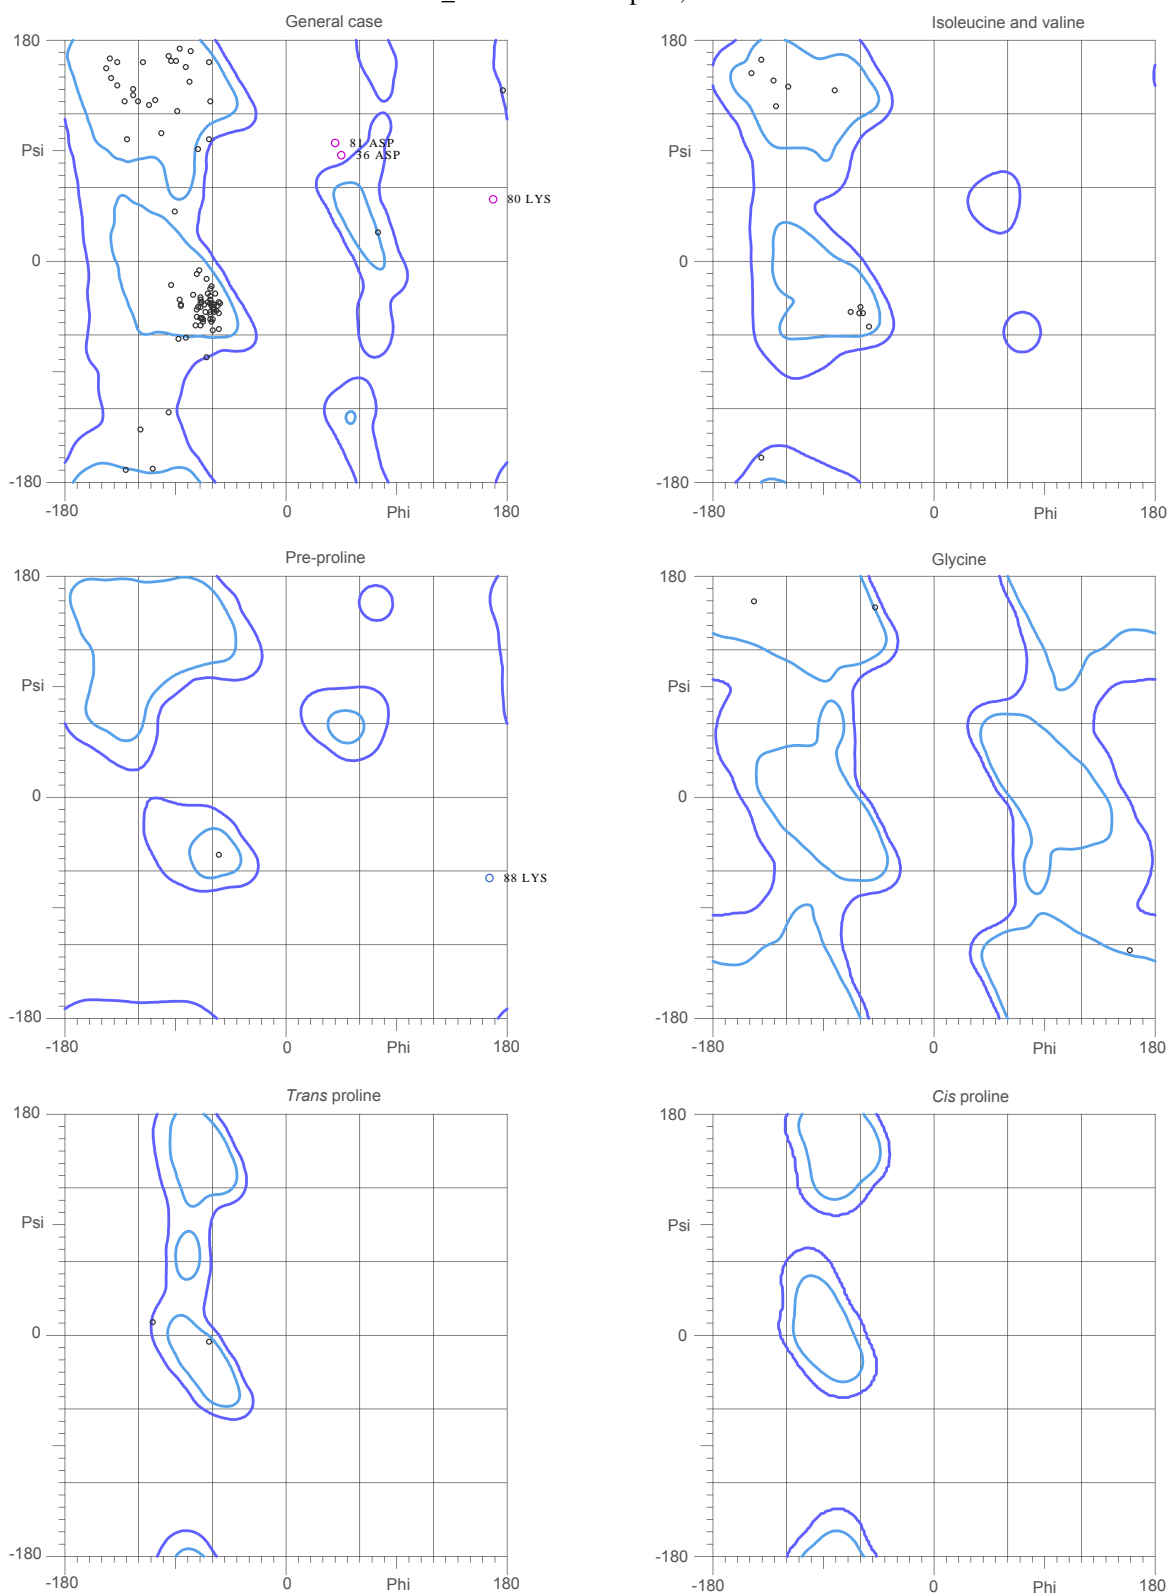 General case
Isoleucine and valine
180
180
81 ASP
36 ASP
Psi
Psi
80 LYS
0
0
-180
-180
-180
0
Phi
180
-180
0
Phi
180
Pre-proline
Glycine
180
180
Psi
Psi
0
0
88 LYS
-180
-180
-180
0
Phi
180
-180
0
Phi
180
Trans proline
Cis proline
180
180
Psi
Psi
0
0
-180
-180
-180
0
Phi
180
-180
0
Phi
180